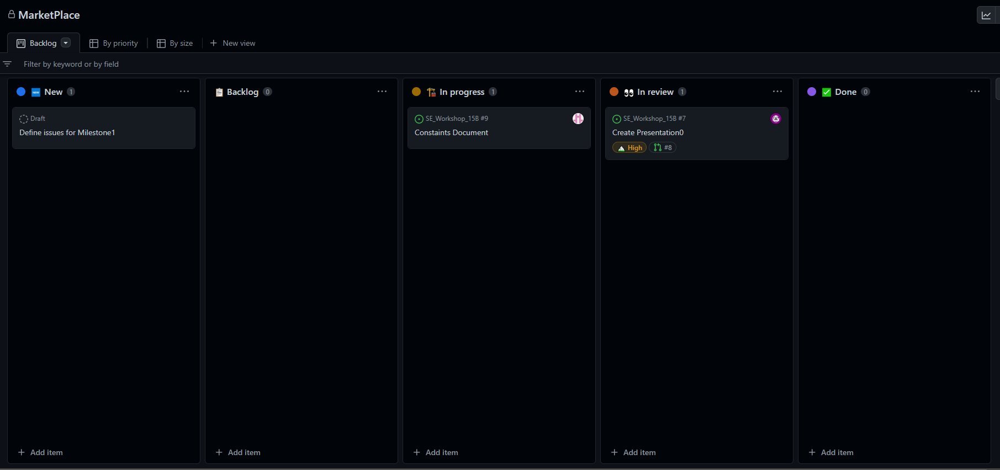 MarketPlace
Backlog
By priority
By size
New view
Filter by keyword or by field
NEW New 1
Backlog 0
In progress 1
In review 1
Done 0
Draft
Define issues for Milestone1
SE_Workshop_15B #9
Constaints Document
SE_Workshop_15B #7
Create Presentation0
High #8
Add item
Add item
Add item
Add item
Add item